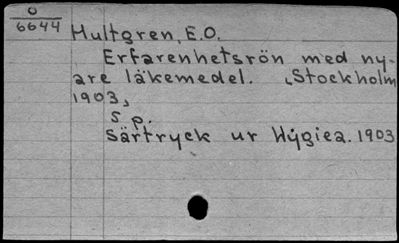 O
6644
Hultgren, E.O.
Erfarenhetsrön med ny-
are läkemedel. (Stockholm
1903)
5 p.
Särtryck ur Hygiea. 1903